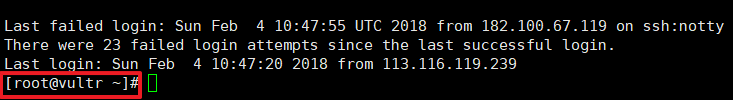 Last failed login: Sun Feb  4 10:47:55 UTC 2018 from 182.100.67.119 on ssh:notty
There were 23 failed login attempts since the last successful login.
Last login: Sun Feb  4 10:47:20 2018 from 113.116.119.239
[root@vultr ~]#